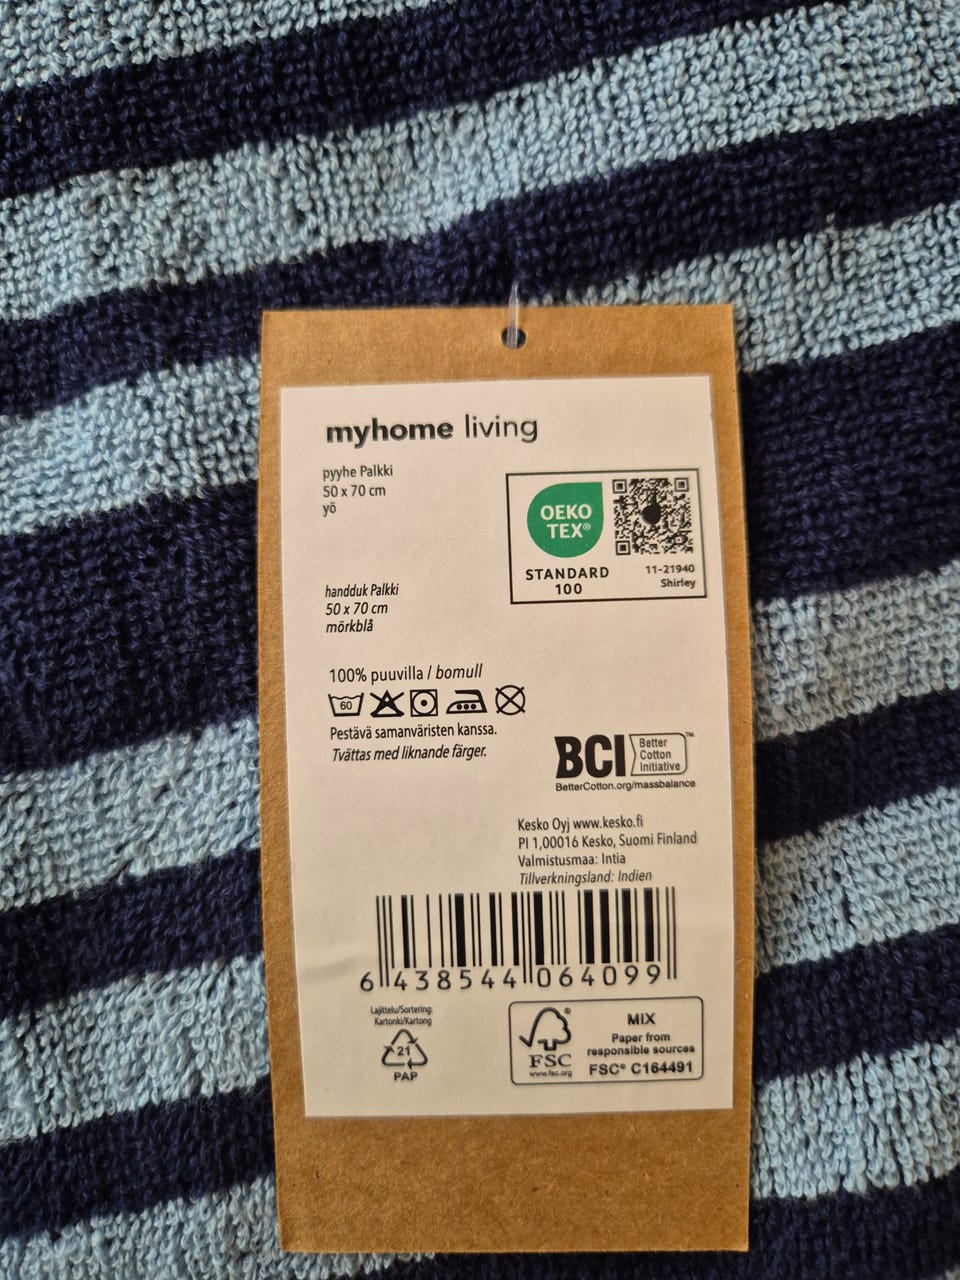 myhome living
pyyhe Palkki
50 x 70 cm
yö
OEKO
TEX®
STANDARD
100
11-21940
Shirley
handduk Palkki
50 x 70 cm
mörkblå
100% puuvilla / bomull
60
Pestävä samanväristen kanssa.
Tvättas med liknande färger.
BCI Better
Cotton
Initiative™
BetterCotton.org/massbalance
Kesko Oyj www.kesko.fi
Pl 1,00016 Kesko, Suomi Finland
Valmistusmaa: Intia
Tillverkningsland: Indien
6 438544 064099
Lajittelu/Sortering:
Kartonki/Kartong
21
PAP
®
FSC
www.fsc.org
MIX
Paper from
responsible sources
FSC® C164491